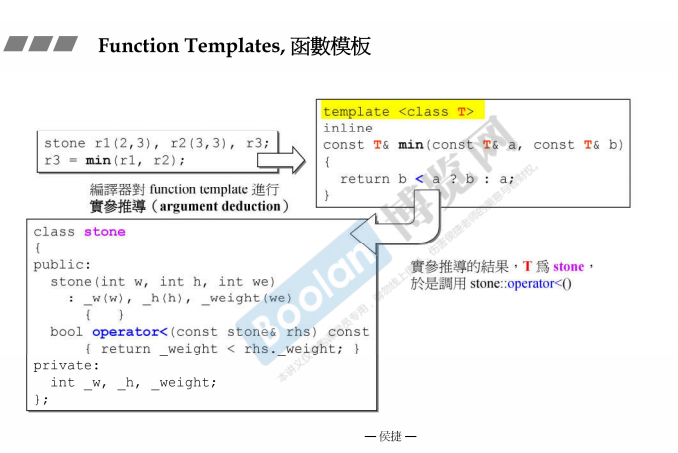 Function Templates, 函數模板
stone r1(2,3), r2(3,3), r3;
r3 = min(r1, r2);
編譯器對 function template 進行
實參推導（argument deduction）
template <class T>
inline
const T& min(const T& a, const T& b)
{
return b < a ? b : a;
}
class stone
{
public:
stone(int w, int h, int we)
: _w(w), _h(h), _weight(we)
{ }
bool operator<(const stone& rhs) const
{ return _weight < rhs._weight; }
private:
int _w, _h, _weight;
};
實參推導的結果，T 為 stone，
於是調用 stone::operator<()
Boolan 博览网
— 侯捷 —